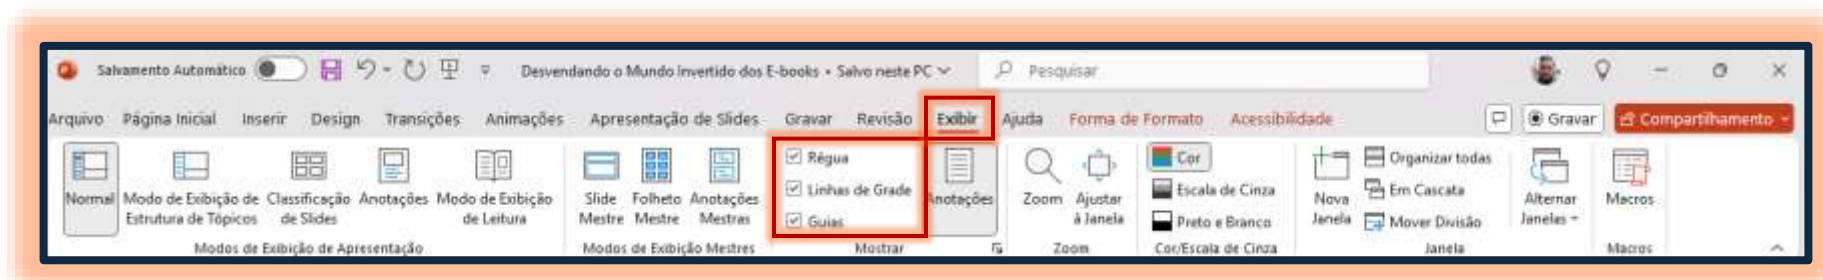 Salvamento Automático Desvendando o Mundo Invertido dos E-books • Salvo neste PC Pesquisar
Arquivo Página Inicial Inserir Design Transições Animações Apresentação de Slides Gravar Revisão Exibir Ajuda Forma de Formato Acessibilidade Gravar Compartilhamento
Normal
Modo de Exibição de
Estrutura de Tópicos
Classificação
de Slides
Anotações
Modo de Exibição
de Leitura
Modos de Exibição de Apresentação
Slide
Mestre
Folheto
Mestre
Anotações
Mestras
Modos de Exibição Mestres
Régua
Linhas de Grade
Guias
Anotações
Mostrar
Zoom
Ajustar
à Janela
Zoom
Cor
Escala de Cinza
Preto e Branco
Cor/Escala de Cinza
Nova
Janela
Organizar todas
Em Cascata
Mover Divisão
Alternar
Janelas
Janela
Macros
Macros